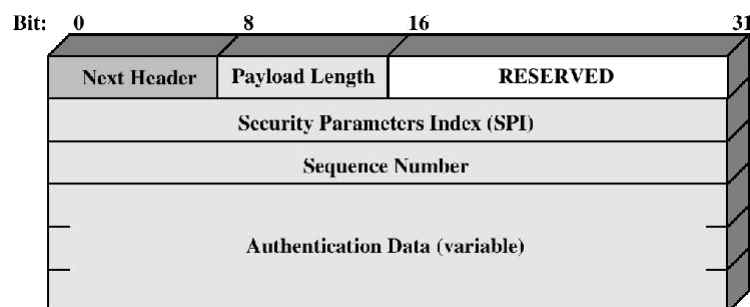 Bit: 0 8 16 31
Next Header Payload Length RESERVED
Security Parameters Index (SPI)
Sequence Number
Authentication Data (variable)